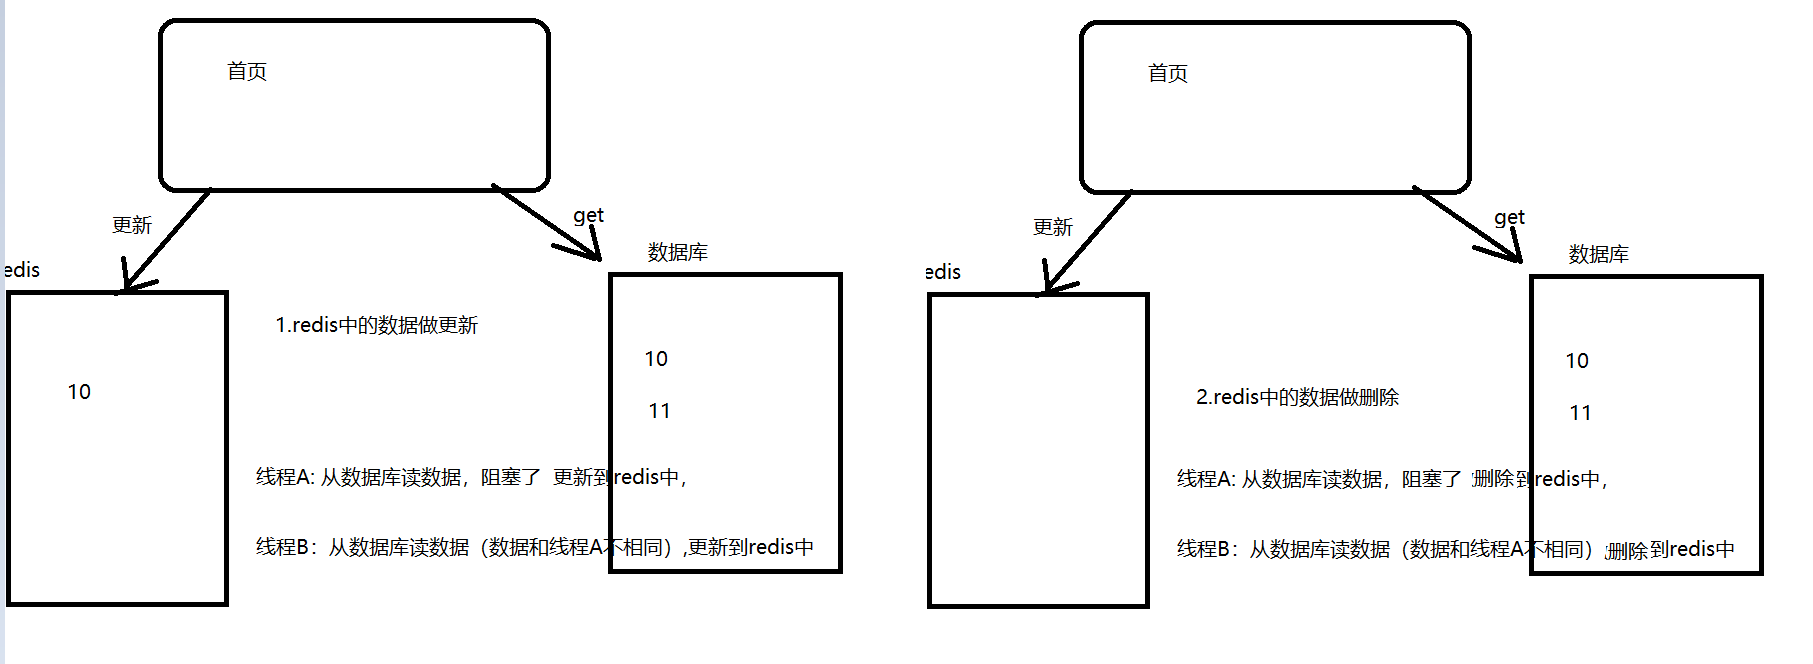 首页
更新
get
数据库
edis
1.redis中的数据做更新
10
10
11
线程A: 从数据库读数据，阻塞了 更新到redis中，
线程B：从数据库读数据（数据和线程A不相同）,更新到redis中
首页
更新
get
数据库
edis
10
2.redis中的数据做删除
11
线程A: 从数据库读数据，阻塞了 删除到redis中，
线程B：从数据库读数据（数据和线程A不相同）删除到redis中